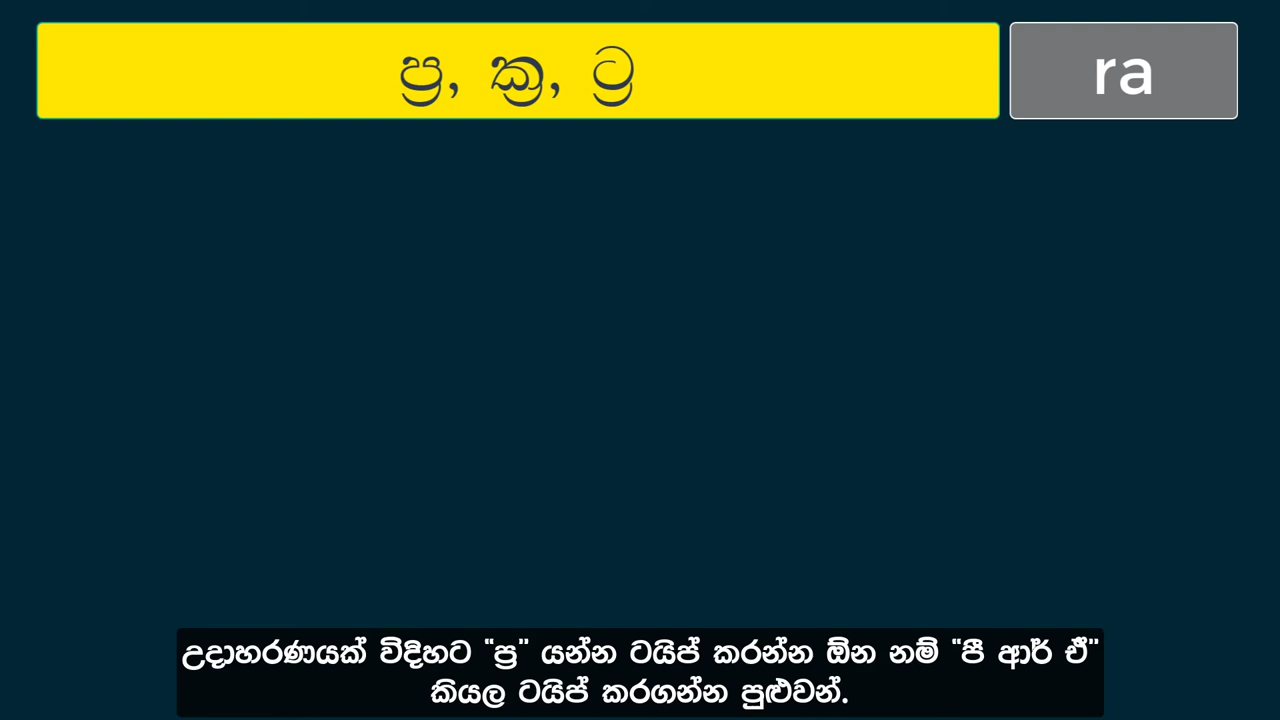 ප්‍ර, ක්‍ර, ට්‍ර
ra
උදාහරණයක් විදිහට “ප්‍ර” යන්න ටයිප් කරන්න ඕන නම් “පී ආර් ඒ”
කියල ටයිප් කරගන්න පුළුවන්.